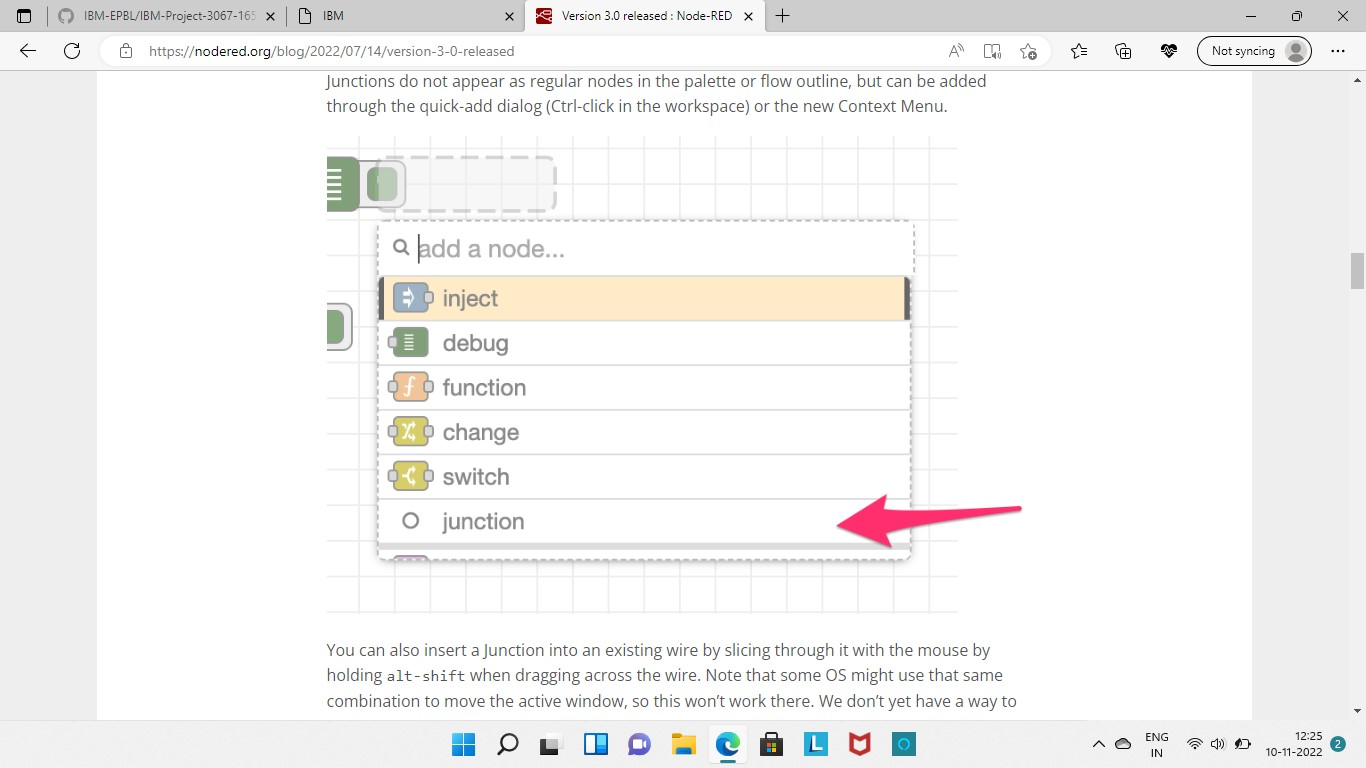 IBM-EPBL/IBM-Project-3067-165
IBM
Version 3.0 released : Node-RED
https://nodered.org/blog/2022/07/14/version-3-0-released
Not syncing
Junctions do not appear as regular nodes in the palette or flow outline, but can be added
through the quick-add dialog (Ctrl-click in the workspace) or the new Context Menu.
add a node...
inject
debug
function
change
switch
junction
You can also insert a Junction into an existing wire by slicing through it with the mouse by
holding alt-shift when dragging across the wire. Note that some OS might use that same
combination to move the active window, so this won't work there. We don't yet have a way to
ENG
IN
12:25
10-11-2022
2